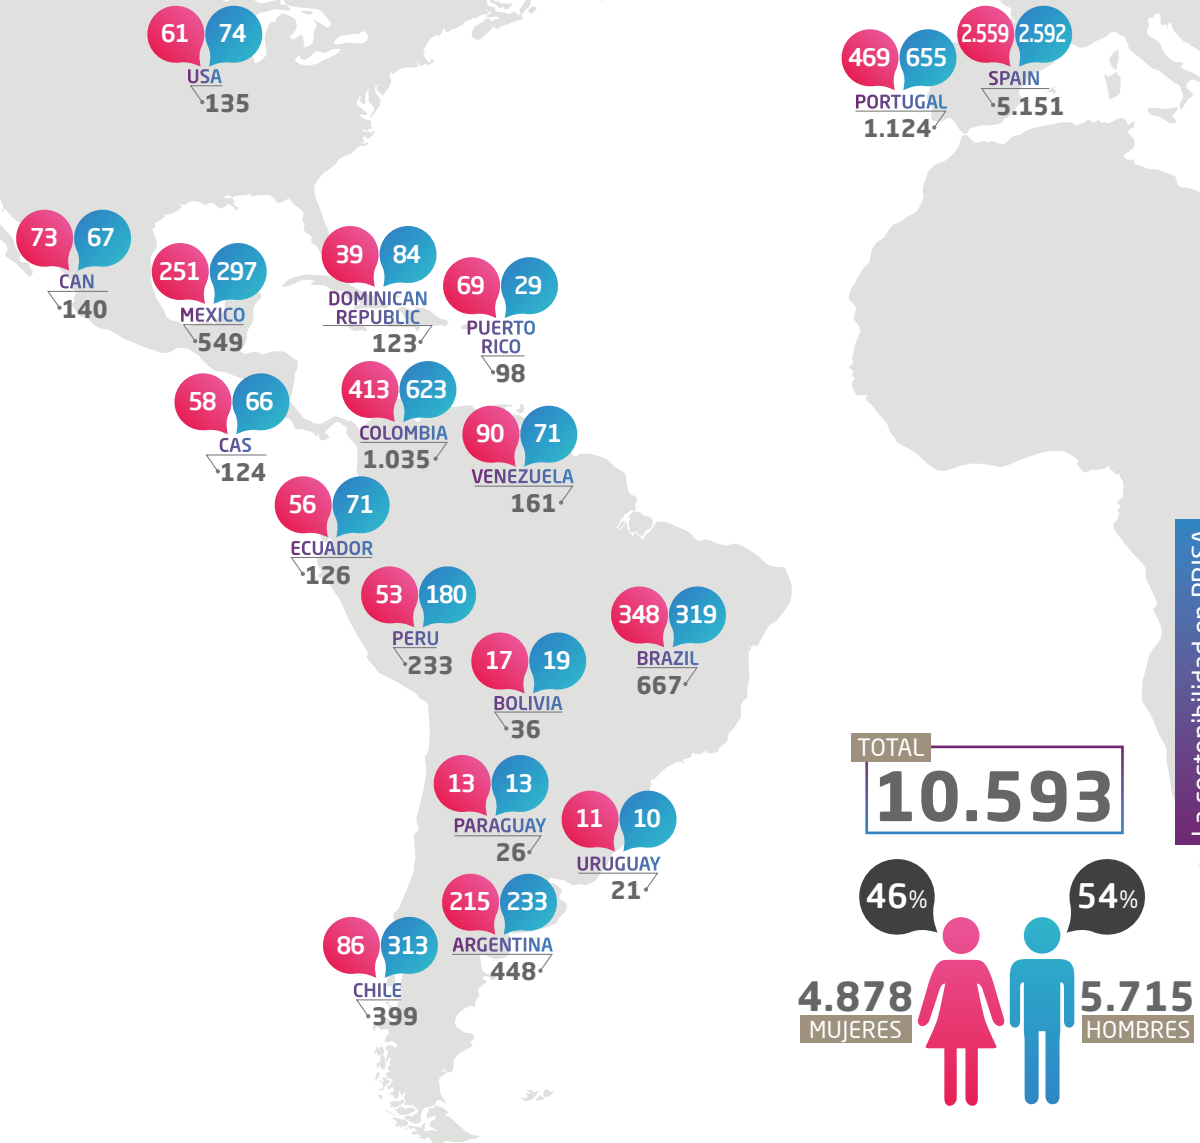 61 74
USA
135
469 655
PORTUGAL
1.124
2.559 2.592
SPAIN
5.151
73 67
CAN
140
251 297
MEXICO
549
39 84
DOMINICAN
REPUBLIC
123
69 29
PUERTO
RICO
98
58 66
CAS
124
413 623
COLOMBIA
1.035
90 71
VENEZUELA
161
56 71
ECUADOR
126
53 180
PERU
233
17 19
BOLIVIA
36
348 319
BRAZIL
667
13 13
PARAGUAY
26
11 10
URUGUAY
21
215 233
ARGENTINA
448
86 313
CHILE
399
La sostenibilidad en PRISA
TOTAL
10.593
46%
54%
4.878
MUJERES
5.715
HOMBRES